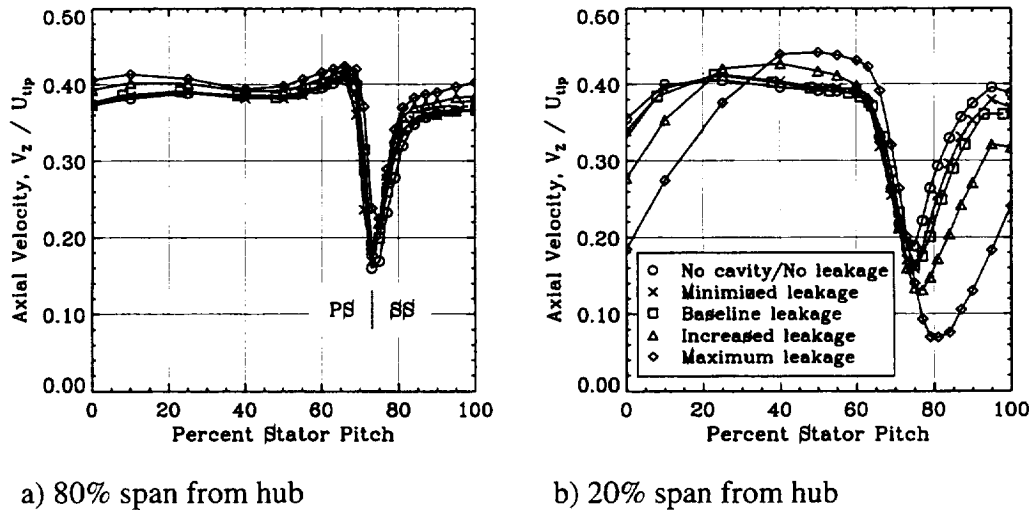 0.50
0.40
0.30
0.20
0.10
0.00
Axial Velocity, Vz / Utip
PS | SS
0 20 40 60 80 100
Percent Stator Pitch
a) 80% span from hub
0.50
0.40
0.30
0.20
0.10
0.00
Axial Velocity, Vz / Utip
No cavity/No leakage
Minimized leakage
Baseline leakage
Increased leakage
Maximum leakage
0 20 40 60 80 100
Percent Stator Pitch
b) 20% span from hub